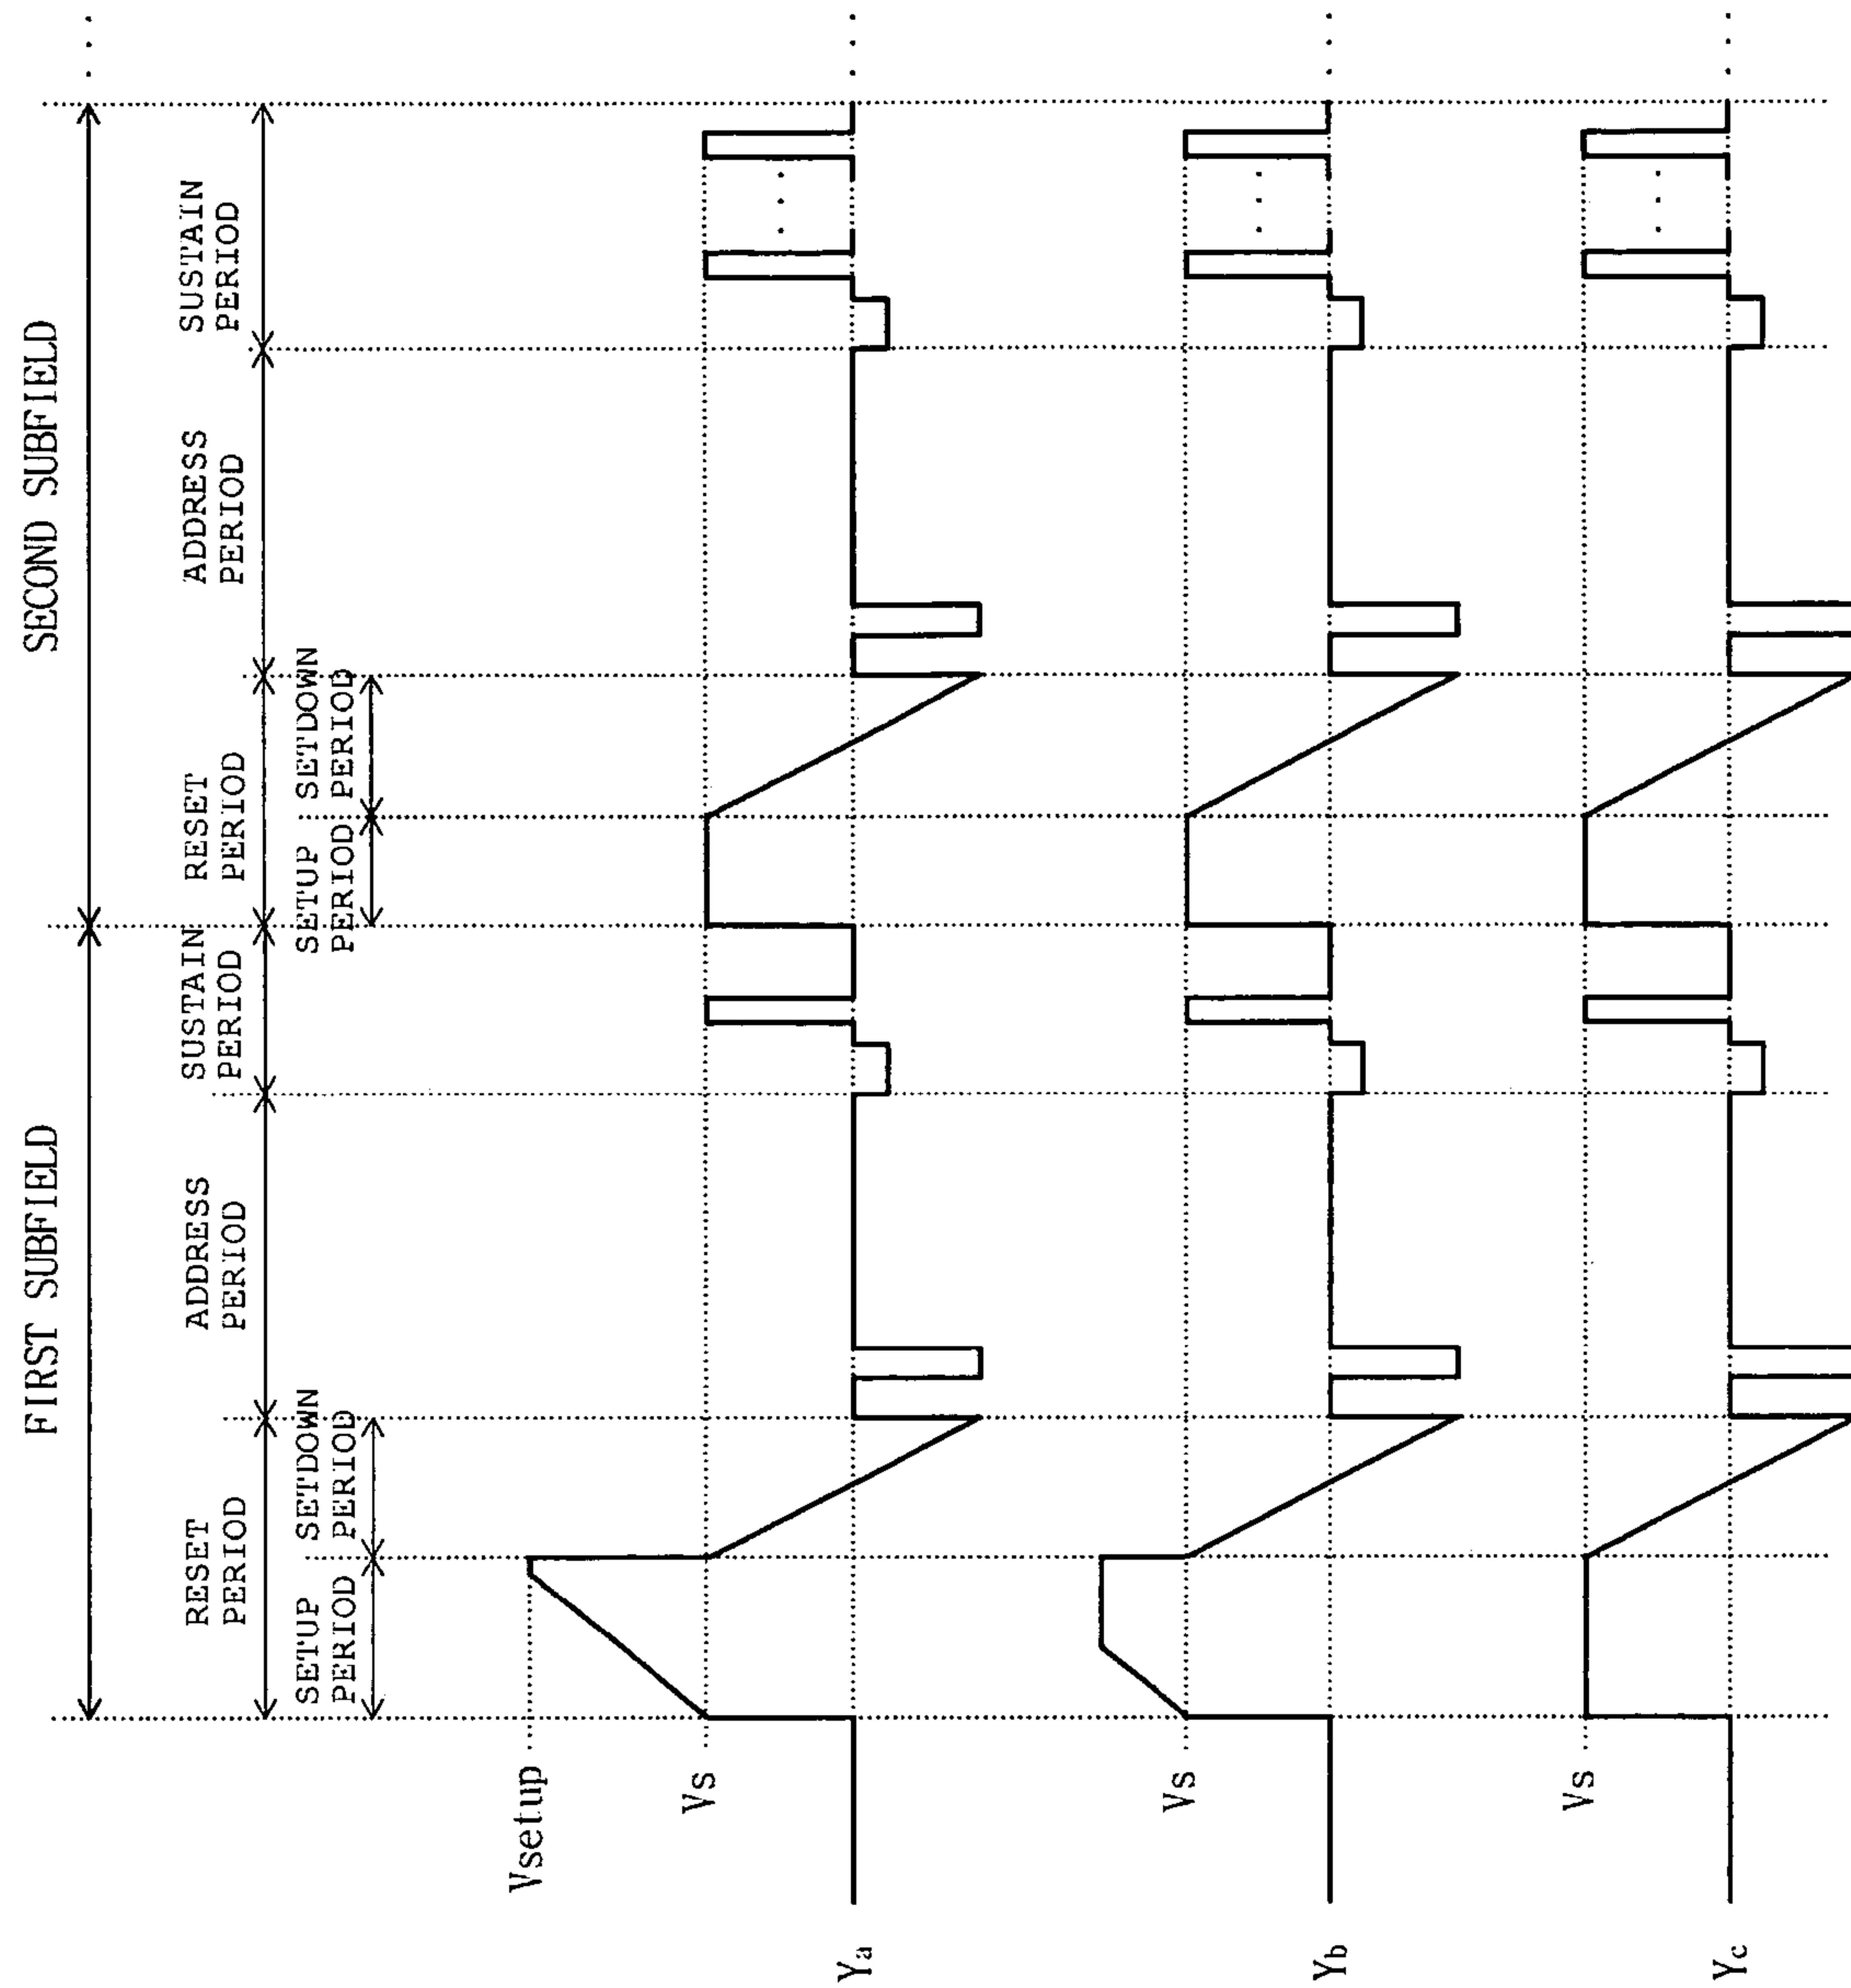 FIRST SUBFIELD
SECOND SUBFIELD
RESET
PERIOD
ADDRESS
PERIOD
SUSTAIN
PERIOD
RESET
PERIOD
ADDRESS
PERIOD
SUSTAIN
PERIOD
SETUP
PERIOD
SETDOWN
PERIOD
SETUP
PERIOD
SETDOWN
PERIOD
Vsetup
Vs
Ya
Vs
Yb
Vs
Yc